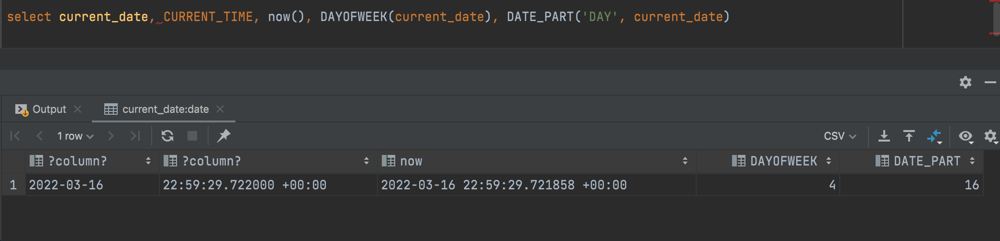 select current_date, CURRENT_TIME, now(), DAYOFWEEK(current_date), DATE_PART('DAY', current_date)
Output current_date:date
1 row CSV
?column? ?column? now DAYOFWEEK DATE_PART
1 2022-03-16 22:59:29.722000 +00:00 2022-03-16 22:59:29.721858 +00:00 4 16